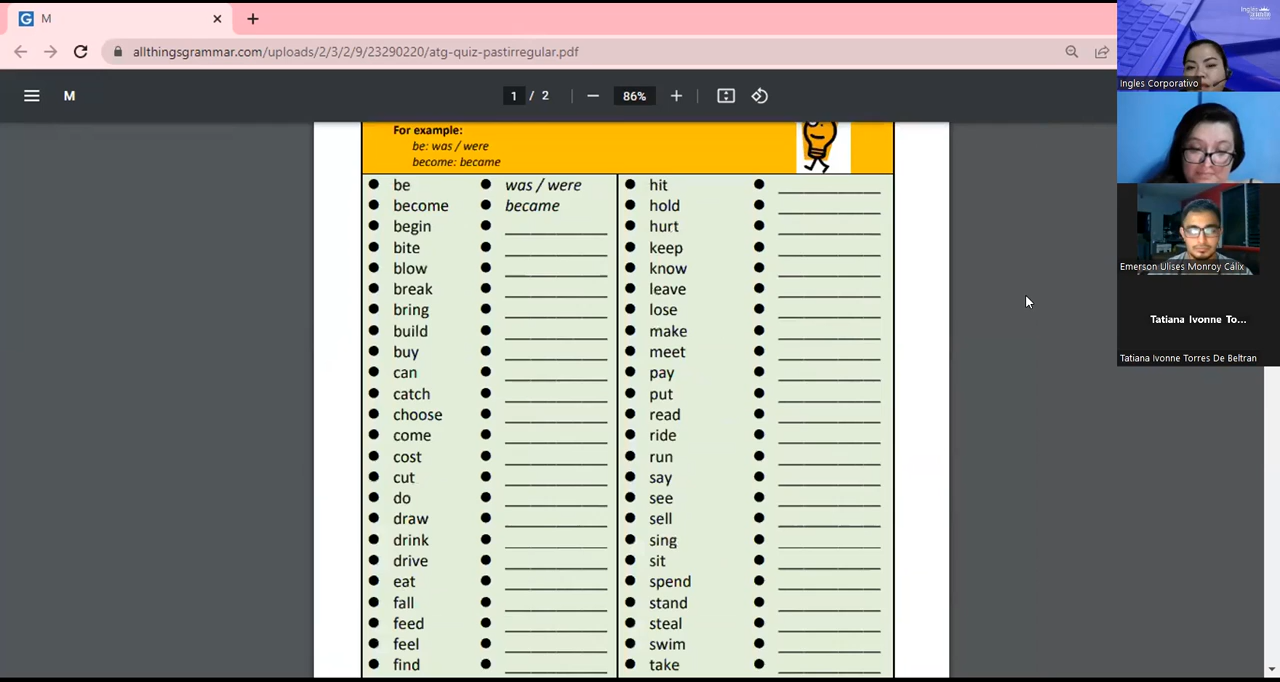 M
allthingsgrammar.com/uploads/2/3/2/9/23290220/atg-quiz-pastirregular.pdf
M
1 / 2
86%
For example:
be: was / were
become: became
be was / were
become became
begin
bite
blow
break
bring
build
buy
can
catch
choose
come
cost
cut
do
draw
drink
drive
eat
fall
feed
feel
find
hit
hold
hurt
keep
know
leave
lose
make
meet
pay
put
read
ride
run
say
see
sell
sing
sit
spend
stand
steal
swim
take
Ingles Corporativo
Emerson Ulises Monroy Cálix
Tatiana Ivonne To...
Tatiana Ivonne Torres De Beltran